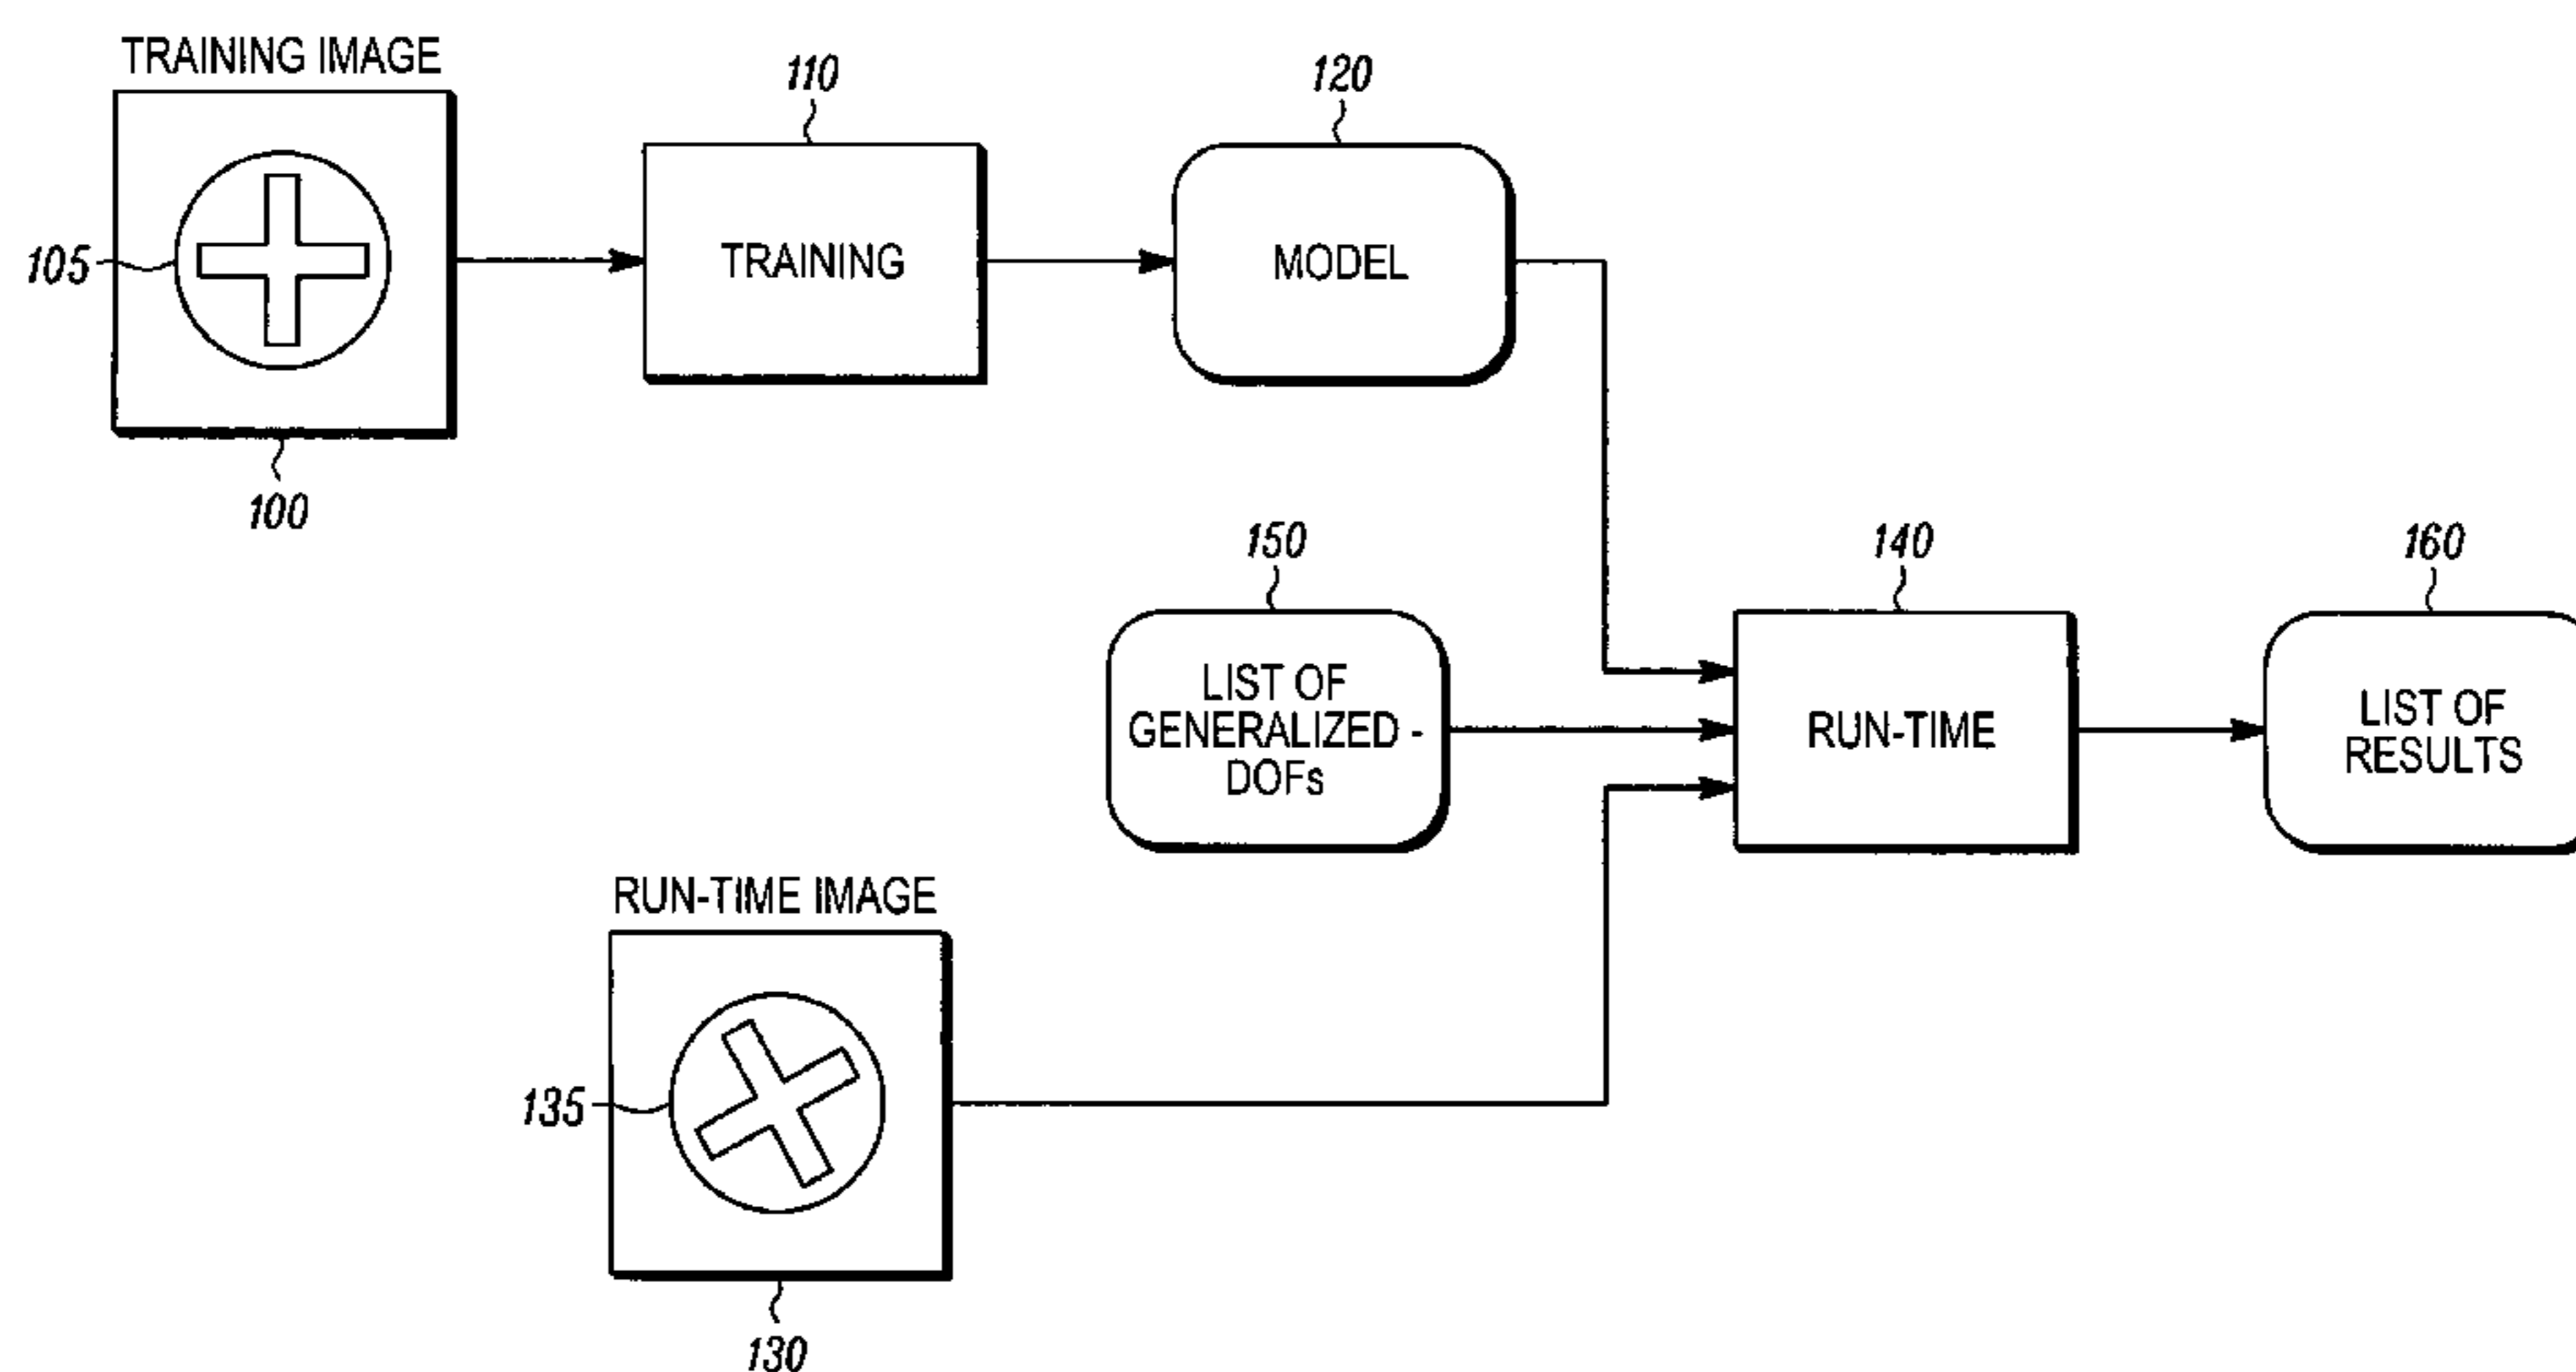 TRAINING IMAGE
105
100
110
TRAINING
120
MODEL
150
LIST OF
GENERALIZED -
DOFs
140
RUN-TIME
160
LIST OF
RESULTS
RUN-TIME IMAGE
135
130